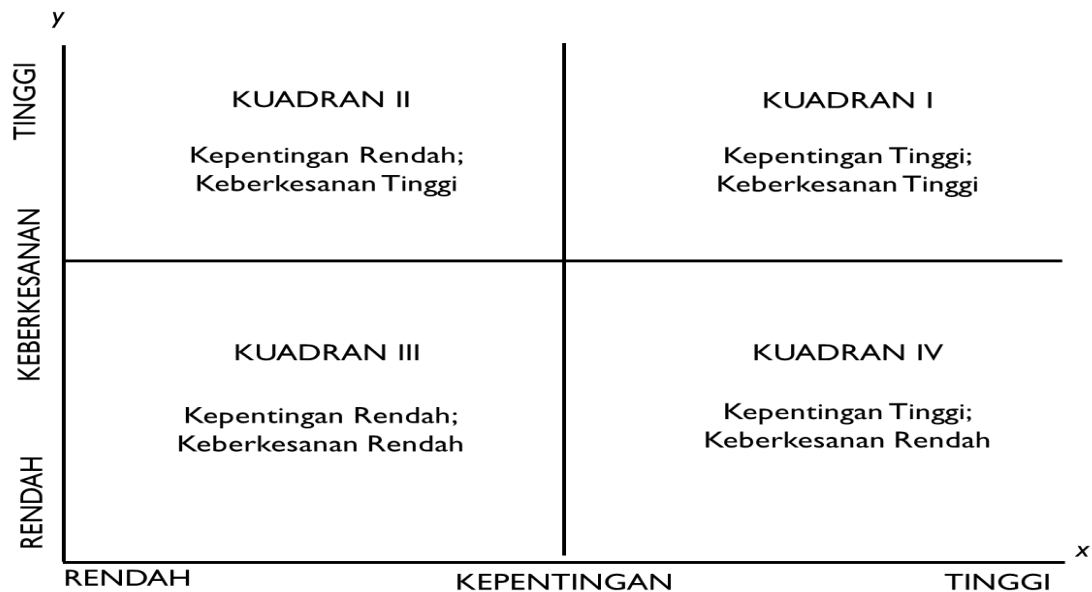 y
TINGGI
KEBERKESANAN
RENDAH
KUADRAN II
Kepentingan Rendah;
Keberkesanan Tinggi
KUADRAN I
Kepentingan Tinggi;
Keberkesanan Tinggi
KUADRAN III
Kepentingan Rendah;
Keberkesanan Rendah
KUADRAN IV
Kepentingan Tinggi;
Keberkesanan Rendah
x
RENDAH
KEPENTINGAN
TINGGI